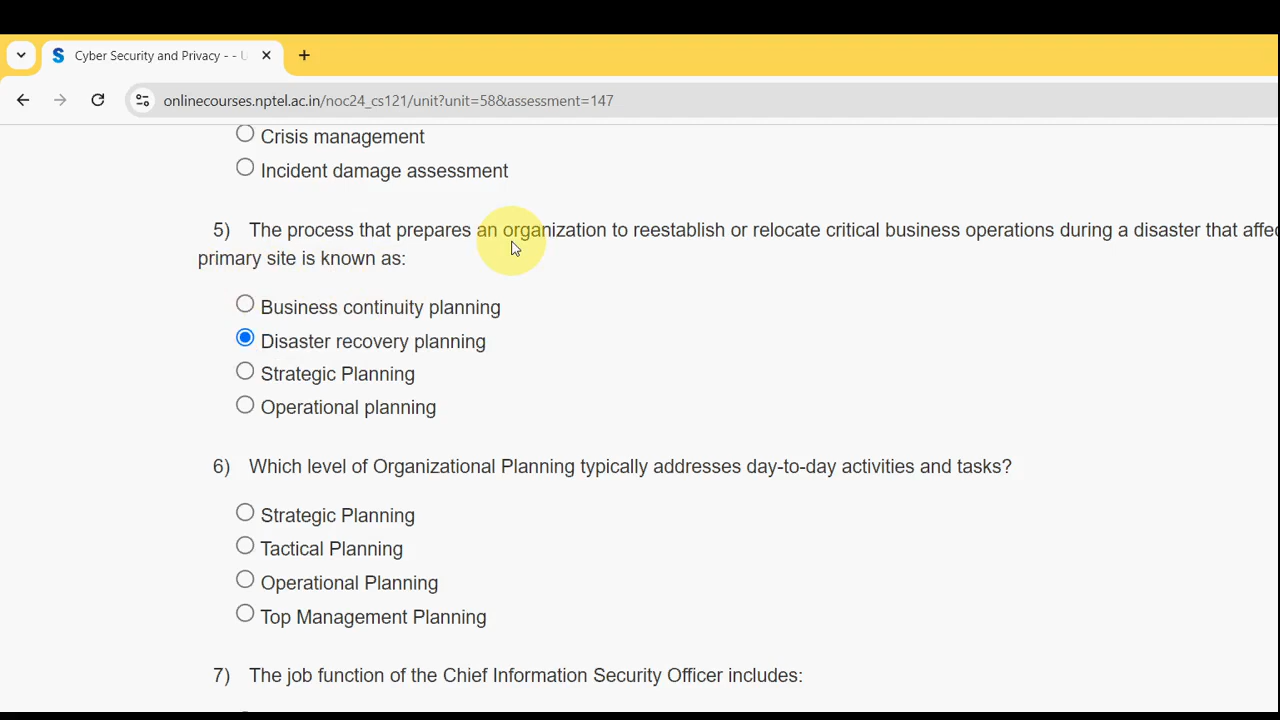 Cyber Security and Privacy - - U
onlinecourses.nptel.ac.in/noc24_cs121/unit?unit=58&assessment=147
Crisis management
Incident damage assessment
5) The process that prepares an organization to reestablish or relocate critical business operations during a disaster that affec
primary site is known as:
Business continuity planning
Disaster recovery planning
Strategic Planning
Operational planning
6) Which level of Organizational Planning typically addresses day-to-day activities and tasks?
Strategic Planning
Tactical Planning
Operational Planning
Top Management Planning
7) The job function of the Chief Information Security Officer includes: